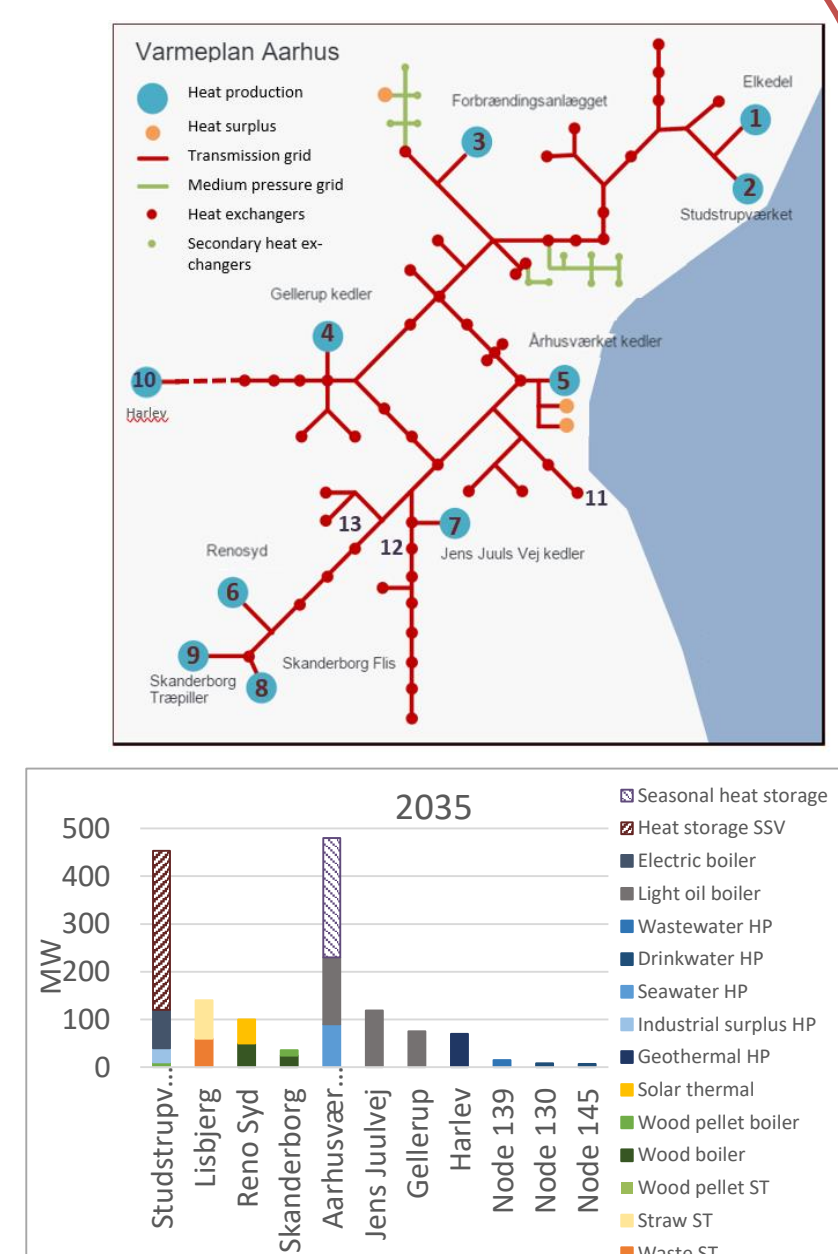 Varmeplan Aarhus
Heat production
Heat surplus
Transmission grid
Medium pressure grid
Heat exchangers
Secondary heat ex-
changers
Forbrændingsanlægget
Elkedel
1
2
3
Studstrupværket
Gellerup kedler
4
Århusværket kedler
10
5
Harlev
11
13
12
7
Jens Juuls Vej kedler
Renosyd
6
9
Skanderborg Flis
Skanderborg
Træpiller
8
2035
MW
500
400
300
200
100
0
Studstrupv...
Lisbjerg
Reno Syd
Skanderborg
Aarhusvær...
Jens Juulvej
Gellerup
Harlev
Node 139
Node 130
Node 145
Seasonal heat storage
Heat storage SSV
Electric boiler
Light oil boiler
Wastewater HP
Drinkwater HP
Seawater HP
Industrial surplus HP
Geothermal HP
Solar thermal
Wood pellet boiler
Wood boiler
Wood pellet ST
Straw ST
Waste ST